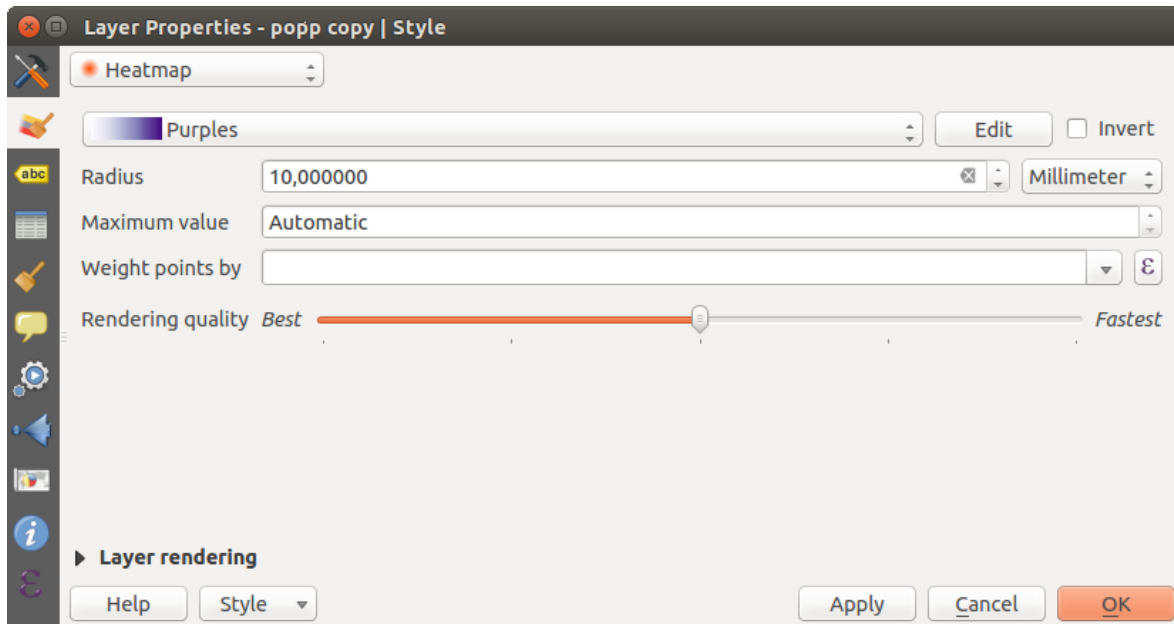 Layer Properties - popp copy | Style
Heatmap
Purples
Edit
Invert
abc
Radius
10,000000
Millimeter
Maximum value
Automatic
Weight points by
ε
Rendering quality
Best
Fastest
i
ε
Layer rendering
Help
Style
Apply
Cancel
OK